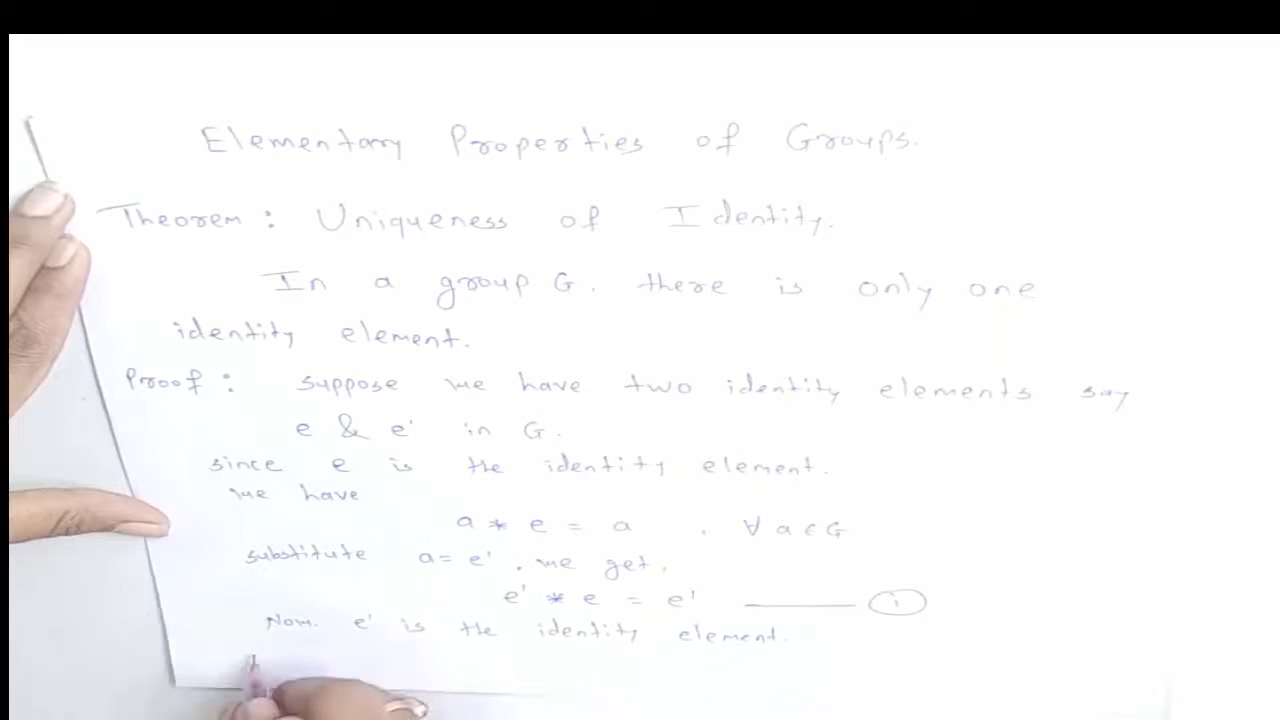 Elementary Properties of Groups.
Theorem : Uniqueness of Identity.
In a group G. there is only one
identity element.
Proof : suppose we have two identity elements say
e & e' in G.
since e is the identity element.
we have
a * e = a , ∀ a ∈ G
substitute a = e' , we get,
e' * e = e' ——— ①
Now. e' is the identity element.